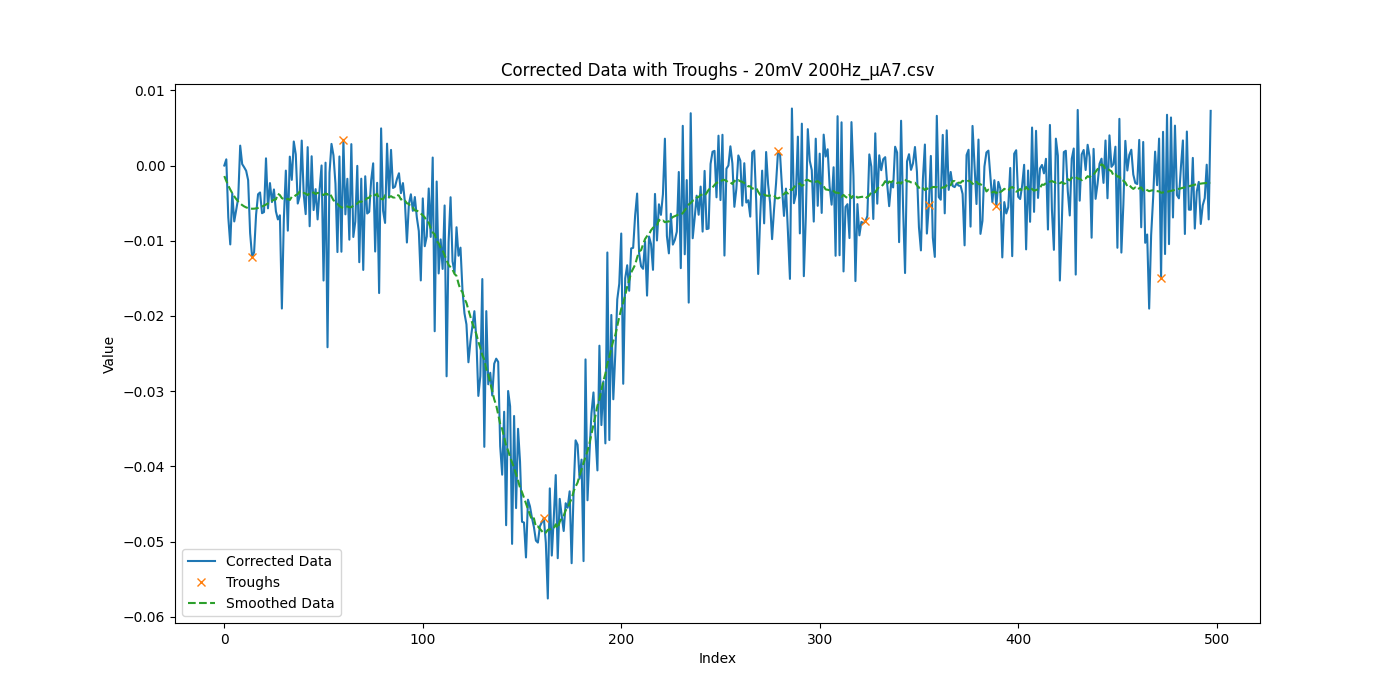 Corrected Data with Troughs - 20mV 200Hz_µA7.csv
0.01
0.00
−0.01
−0.02
−0.03
−0.04
−0.05
−0.06
Value
Corrected Data
Troughs
Smoothed Data
0
100
200
300
400
500
Index